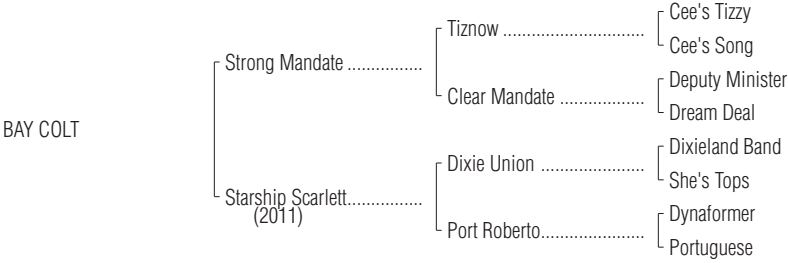 Cee's Tizzy
Tiznow ..............................
Cee's Song
Strong Mandate ................
Deputy Minister
Clear Mandate ..................
Dream Deal
BAY COLT
Dixieland Band
Dixie Union ......................
She's Tops
Starship Scarlett................
(2011)
Dynaformer
Port Roberto......................
Portuguese